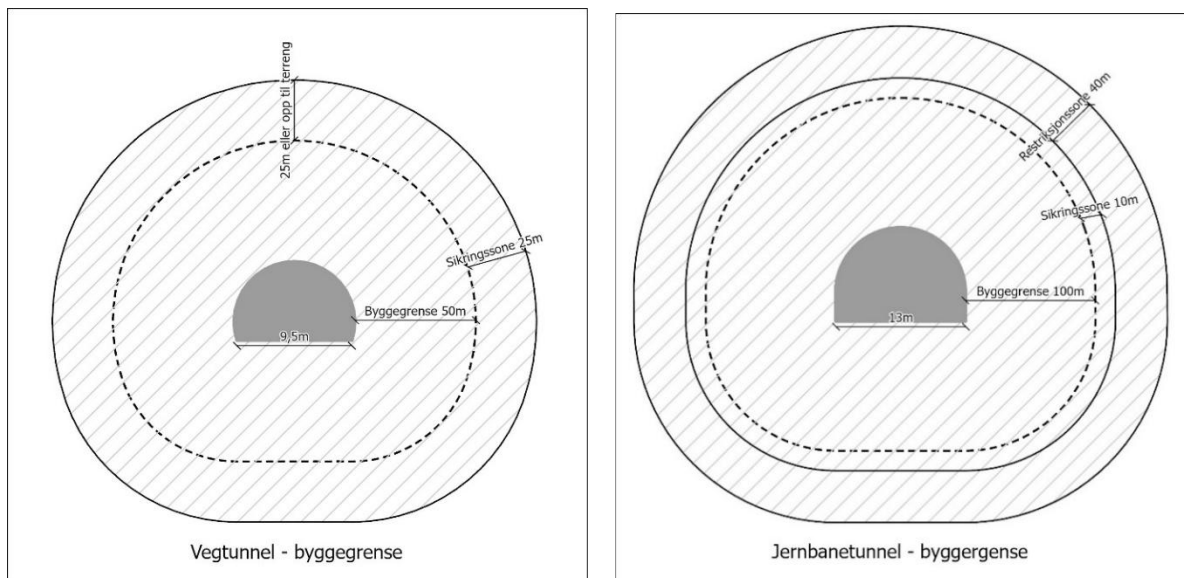 25m eller opp til terreng
Sikringssone 25m
Byggegrense 50m
9,5m
Vegtunnel - byggegrense
Restriksjonssone 40m
Sikringssone 10m
Byggegrense 100m
13m
Jernbanetunnel - byggergense